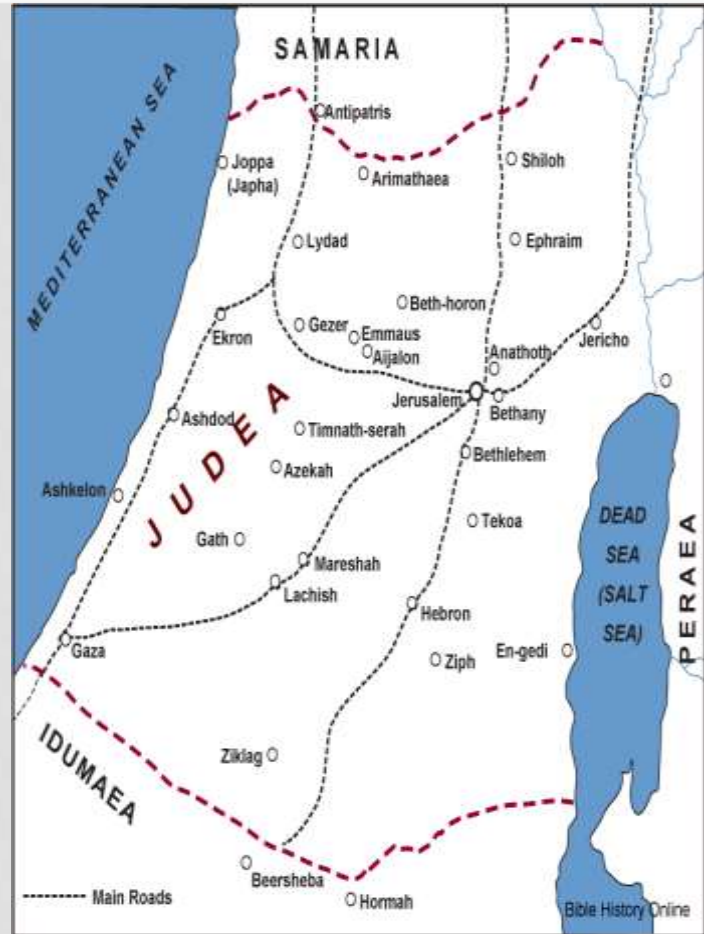 SAMARIA
MEDITERRANEAN SEA
Antipatris
Joppa
(Japha)
Arimathaea
Shiloh
Lydad
Ephraim
Beth-horon
Ekron
Gezer
Emmaus
Aijalon
Anathoth
Jericho
Jerusalem
Bethany
Ashdod
JUDEA
Timnath-serah
Bethlehem
Azekah
Ashkelon
Tekoa
DEAD
SEA
(SALT
SEA)
PERAEA
Gath
Mareshah
Lachish
Hebron
Gaza
Ziph
En-gedi
IDUMAEA
Ziklag
Beersheba
Hormah
Main Roads
Bible History Online